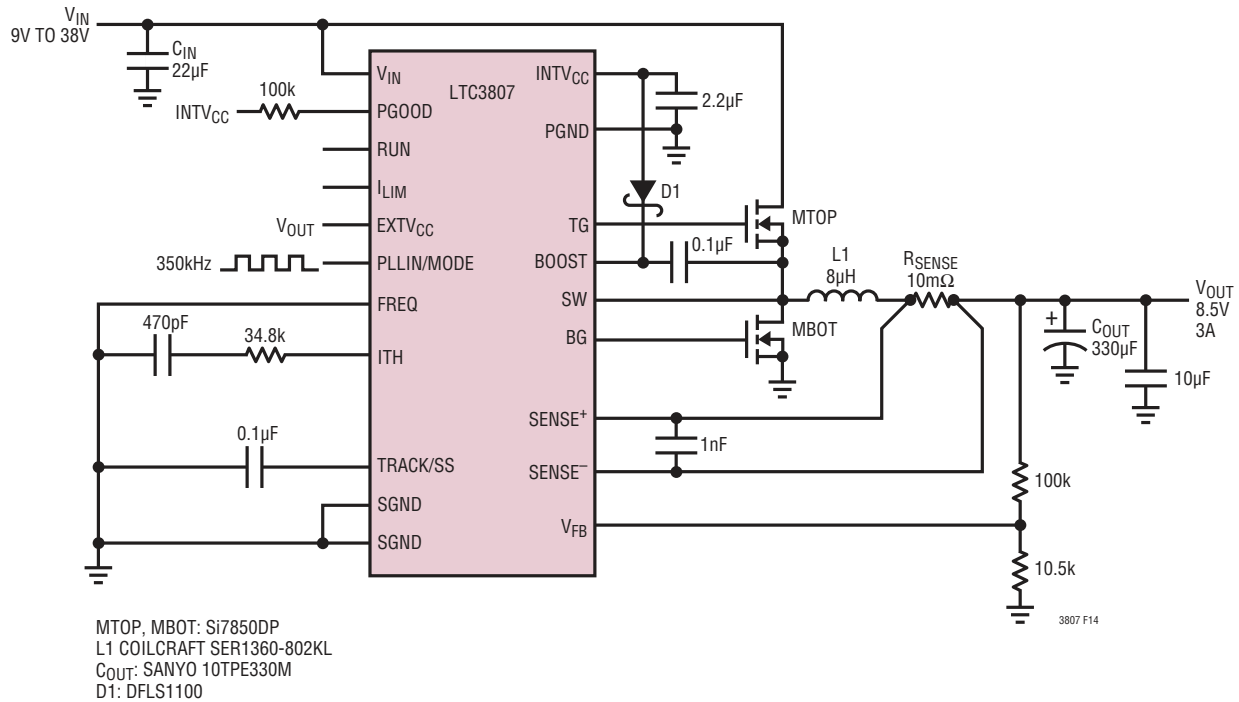 VIN
9V TO 38V
CIN
22µF
INTVCC
100k
VIN
LTC3807
INTVCC
2.2µF
PGOOD
PGND
RUN
ILIM
D1
VOUT
EXTVCC
TG
MTOP
350kHz
PLLIN/MODE
BOOST
0.1µF
L1
8µH
RSENSE
10mΩ
FREQ
SW
VOUT
8.5V
3A
470pF
34.8k
ITH
BG
MBOT
+
COUT
330µF
10µF
SENSE+
1nF
0.1µF
TRACK/SS
SENSE–
100k
SGND
VFB
SGND
10.5k
3807 F14
MTOP, MBOT: Si7850DP
L1 COILCRAFT SER1360-802KL
COUT: SANYO 10TPE330M
D1: DFLS1100